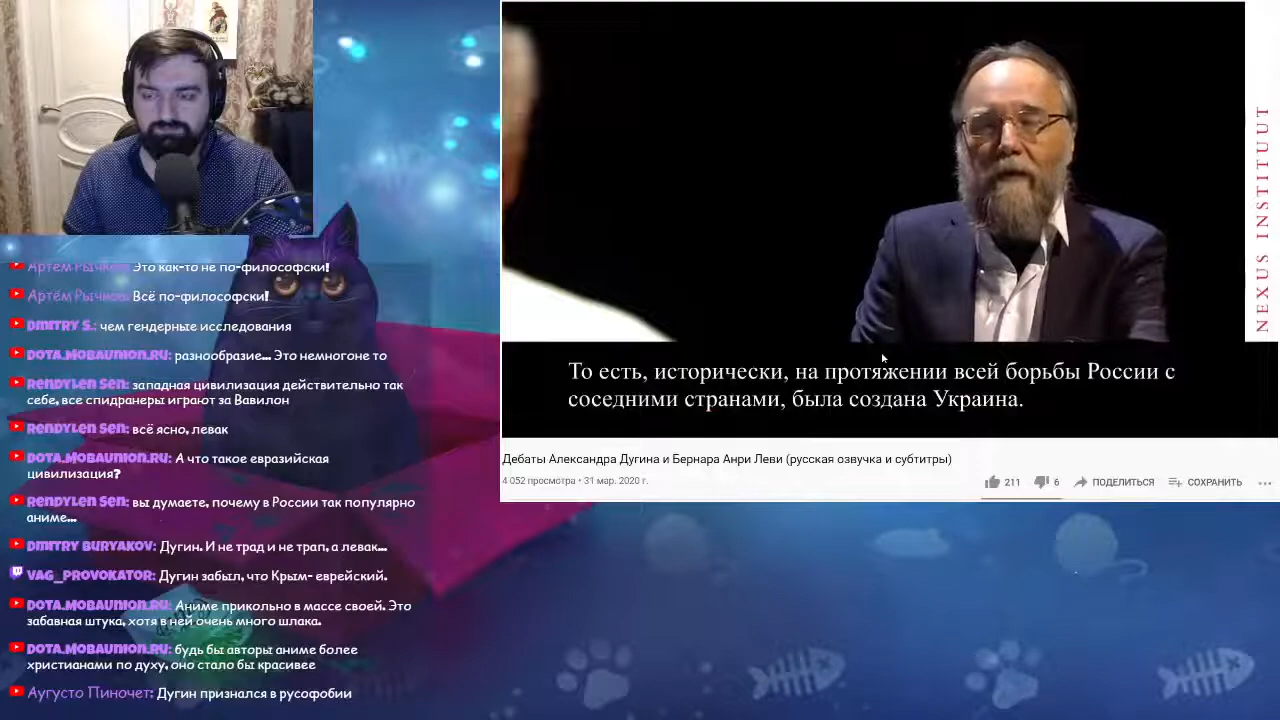 Артём Рычков: Это как-то не по-философски!
Артём Рычков: Всё по-философски!
DMITRY S.: чем гендерные исследования
DOTA.MOBAUNION.RU: разнообразие... Это немногоне то
Rendylen Sen: западная цивилизация действительно так
себе, все спидранеры играют за Вавилон
Rendylen Sen: всё ясно, левак
DOTA.MOBAUNION.RU: А что такое евразийская
цивилизация?
Rendylen Sen: вы думаете, почему в России так популярно
аниме...
DMITRY BURYAKOV: Дугин. И не трад и не трап, а левак...
VAG_PROVOKATOR: Дугин забыл, что Крым- еврейский.
DOTA.MOBAUNION.RU: Аниме прикольно в массе своей. Это
забавная штука, хотя в ней очень много шлака.
DOTA.MOBAUNION.RU: будь бы авторы аниме более
христианами по духу, оно стало бы красивее
Аугусто Пиночет: Дугин признался в русофобии
NEXUS INSTITUUT
То есть, исторически, на протяжении всей борьбы России с
соседними странами, была создана Украина.
Дебаты Александра Дугина и Бернара Анри Леви (русская озвучка и субтитры)
4 052 просмотра • 31 мар. 2020 г.
211
6
ПОДЕЛИТЬСЯ
СОХРАНИТЬ